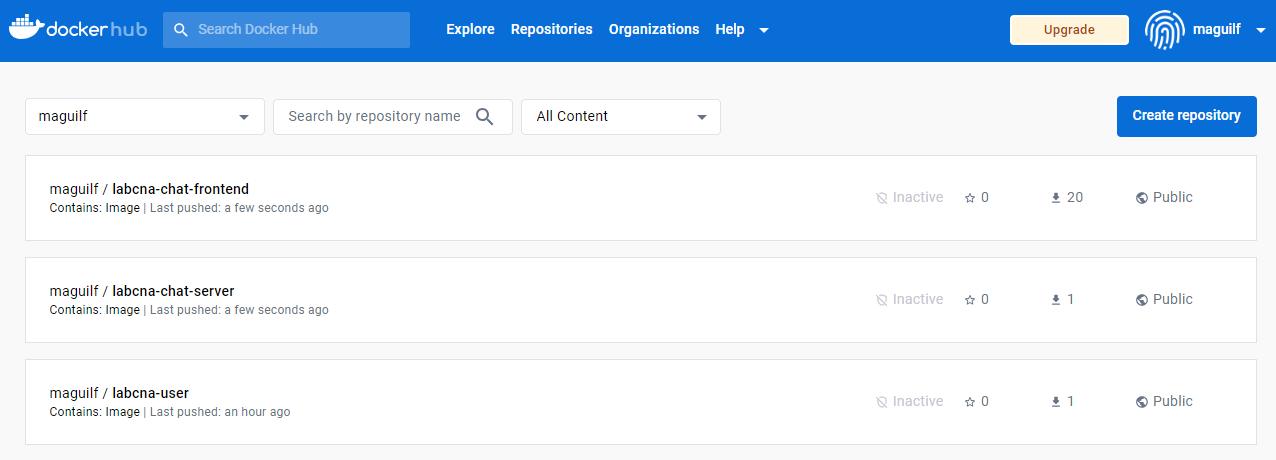 dockerhub Search Docker Hub Explore Repositories Organizations Help Upgrade maguilf
maguilf Search by repository name All Content Create repository
maguilf / labcna-chat-frontend
Contains: Image | Last pushed: a few seconds ago
Inactive 0 20 Public
maguilf / labcna-chat-server
Contains: Image | Last pushed: a few seconds ago
Inactive 0 1 Public
maguilf / labcna-user
Contains: Image | Last pushed: an hour ago
Inactive 0 1 Public